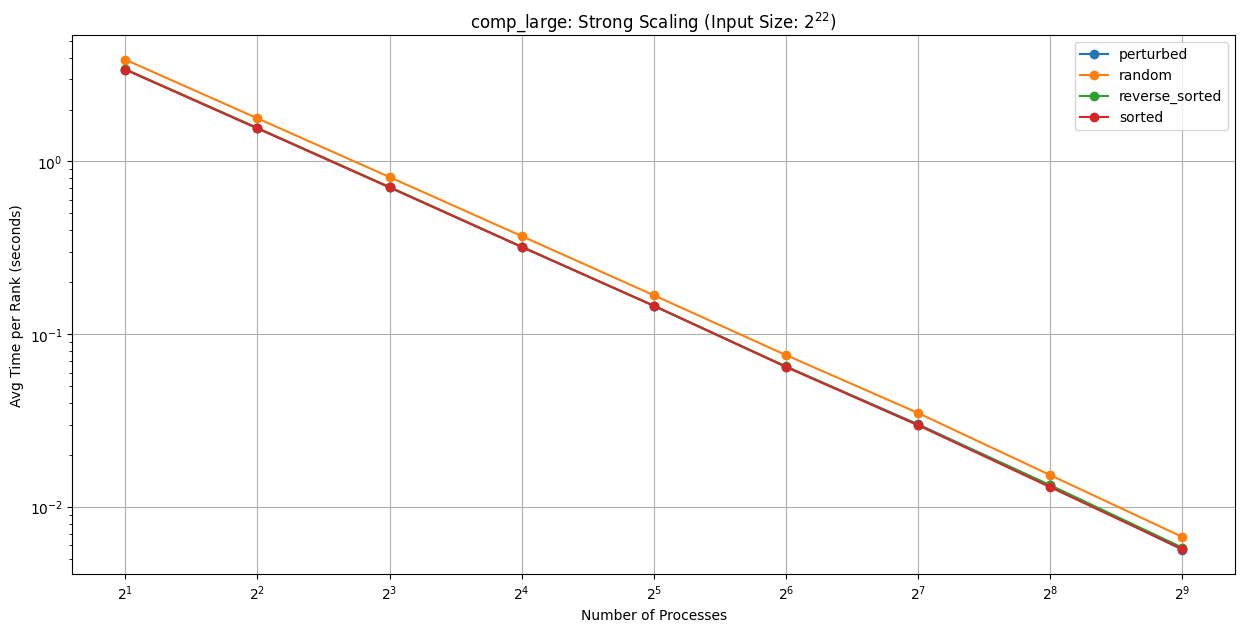 comp_large: Strong Scaling (Input Size: 2^22)
perturbed
random
reverse_sorted
sorted
Avg Time per Rank (seconds)
10^0
10^−1
10^−2
2^1 2^2 2^3 2^4 2^5 2^6 2^7 2^8 2^9
Number of Processes